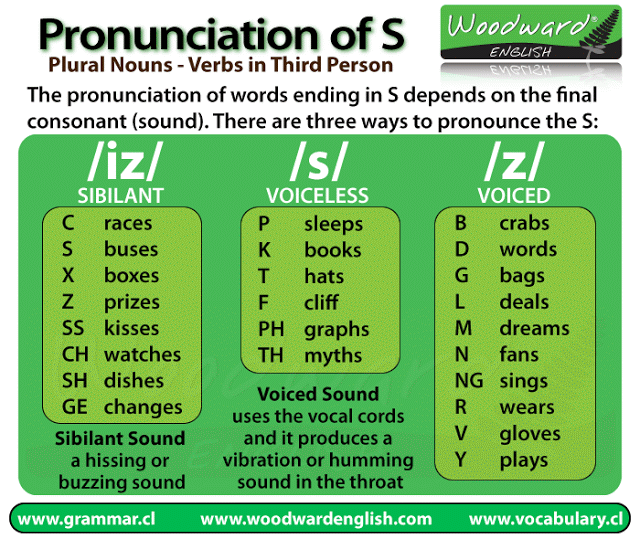 Pronunciation of S
Plural Nouns - Verbs in Third Person
Woodward®
ENGLISH
The pronunciation of words ending in S depends on the final
consonant (sound). There are three ways to pronounce the S:
/iz/
SIBILANT
C races
S buses
X boxes
Z prizes
SS kisses
CH watches
SH dishes
GE changes
Sibilant Sound
a hissing or
buzzing sound
/s/
VOICELESS
P sleeps
K books
T hats
F cliff
PH graphs
TH myths
Voiced Sound
uses the vocal cords
and it produces a
vibration or humming
sound in the throat
/z/
VOICED
B crabs
D words
G bags
L deals
M dreams
N fans
NG sings
R wears
V gloves
Y plays
Woodward
ENGLISH
www.grammar.cl www.woodwardenglish.com www.vocabulary.cl